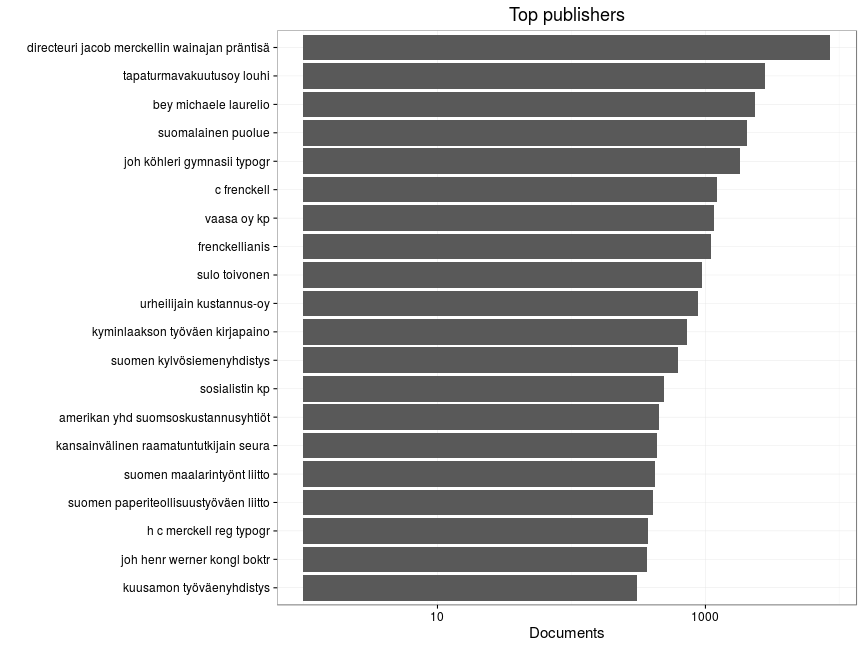 Top publishers
directeuri jacob merckellin wainajan präntisä
tapaturmavakuutusoy louhi
bey michaele laurelio
suomalainen puolue
joh köhleri gymnasii typogr
c frenckell
vaasa oy kp
frenckellianis
sulo toivonen
urheilijain kustannus-oy
kyminlaakson työväen kirjapaino
suomen kylvösiemenyhdistys
sosialistin kp
amerikan yhd suomsoskustannusyhtiöt
kansainvälinen raamatuntutkijain seura
suomen maalarintyönt liitto
suomen paperiteollisuustyöväen liitto
h c merckell reg typogr
joh henr werner kongl boktr
kuusamon työväenyhdistys
10 1000
Documents